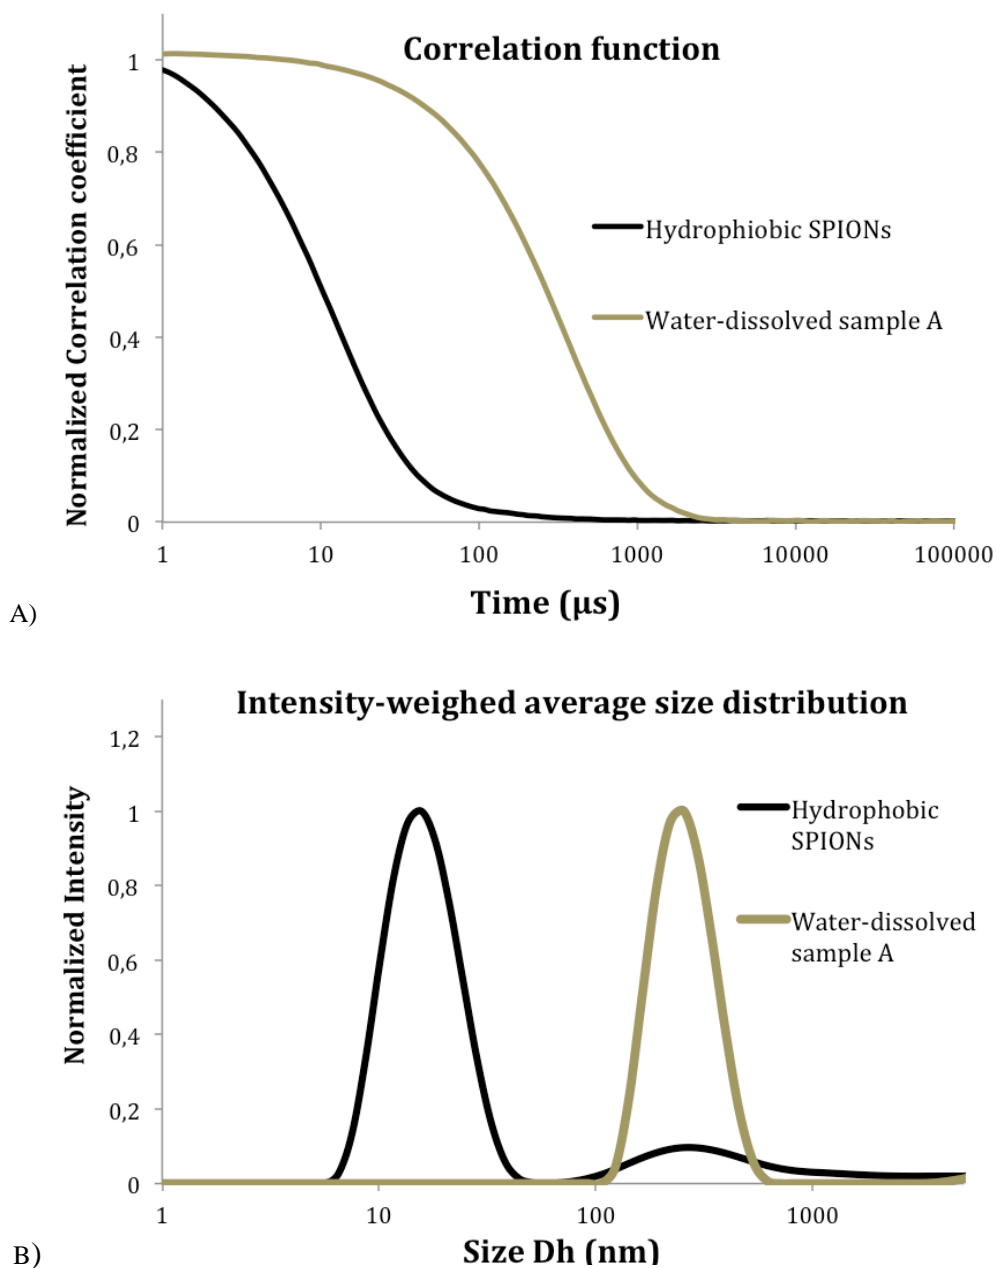 Correlation function
Normalized Correlation coefficient
1
0,8
0,6
0,4
0,2
0
Hydrophiobic SPIONs
Water-dissolved sample A
1 10 100 1000 10000 100000
Time (μs)
A)
Intensity-weighed average size distribution
Normalized Intensity
1,2
1
0,8
0,6
0,4
0,2
0
Hydrophobic
SPIONs
Water-dissolved
sample A
1 10 100 1000
Size Dh (nm)
B)